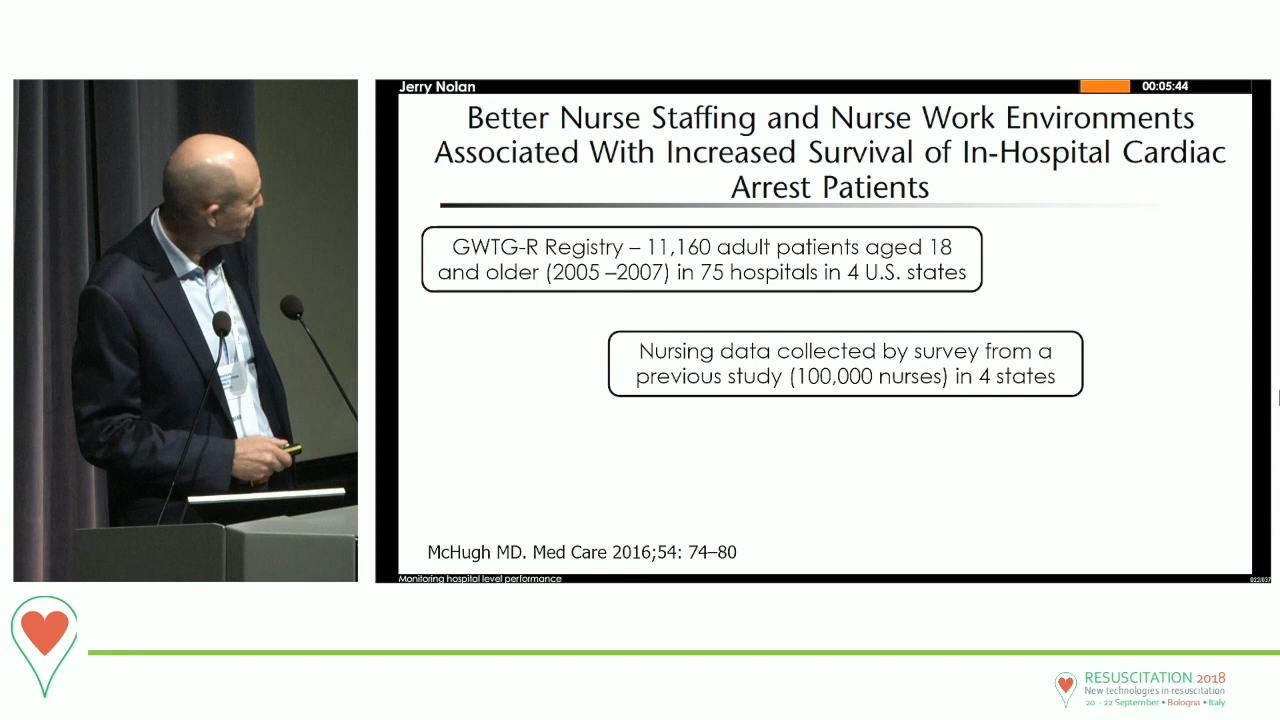 Jerry Nolan
00:05:44
Better Nurse Staffing and Nurse Work Environments
Associated With Increased Survival of In-Hospital Cardiac
Arrest Patients
GWTG-R Registry – 11,160 adult patients aged 18
and older (2005 –2007) in 75 hospitals in 4 U.S. states
Nursing data collected by survey from a
previous study (100,000 nurses) in 4 states
McHugh MD. Med Care 2016;54: 74–80
Monitoring hospital level performance
022/037
RESUSCITATION 2018
New technologies in resuscitation
20 - 22 September • Bologna • Italy